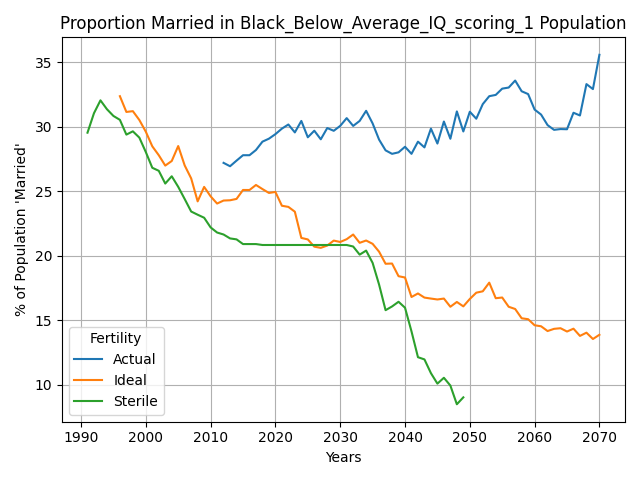 Proportion Married in Black_Below_Average_IQ_scoring_1 Population
% of Population 'Married'
35
30
25
20
15
10
Fertility
Actual
Ideal
Sterile
1990 2000 2010 2020 2030 2040 2050 2060 2070
Years